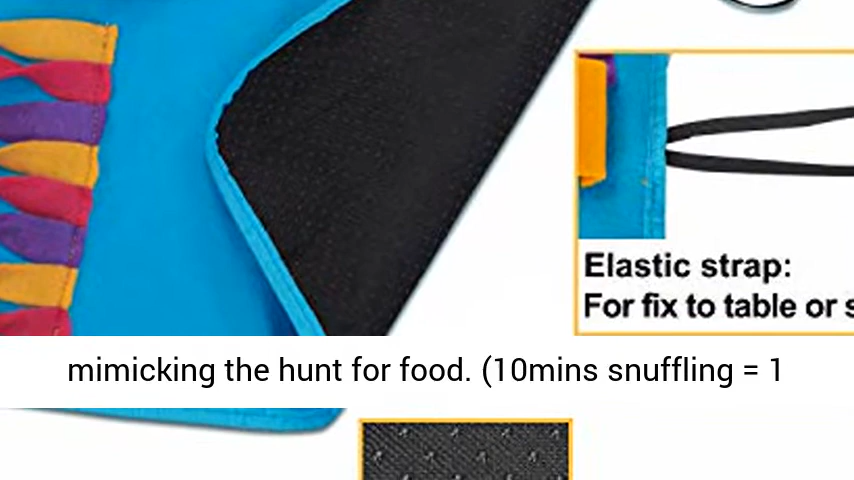 Elastic strap:
For fix to table or
mimicking the hunt for food. (10mins snuffling = 1